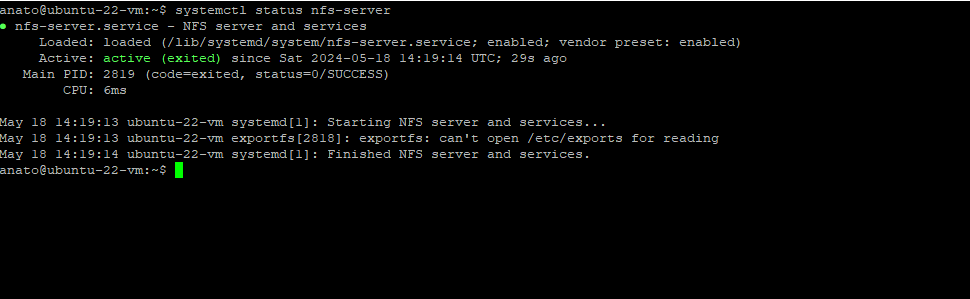 anato@ubuntu-22-vm:~$ systemctl status nfs-server
● nfs-server.service - NFS server and services
     Loaded: loaded (/lib/systemd/system/nfs-server.service; enabled; vendor preset: enabled)
     Active: active (exited) since Sat 2024-05-18 14:19:14 UTC; 29s ago
   Main PID: 2819 (code=exited, status=0/SUCCESS)
        CPU: 6ms

May 18 14:19:13 ubuntu-22-vm systemd[1]: Starting NFS server and services...
May 18 14:19:13 ubuntu-22-vm exportfs[2818]: exportfs: can't open /etc/exports for reading
May 18 14:19:14 ubuntu-22-vm systemd[1]: Finished NFS server and services.
anato@ubuntu-22-vm:~$